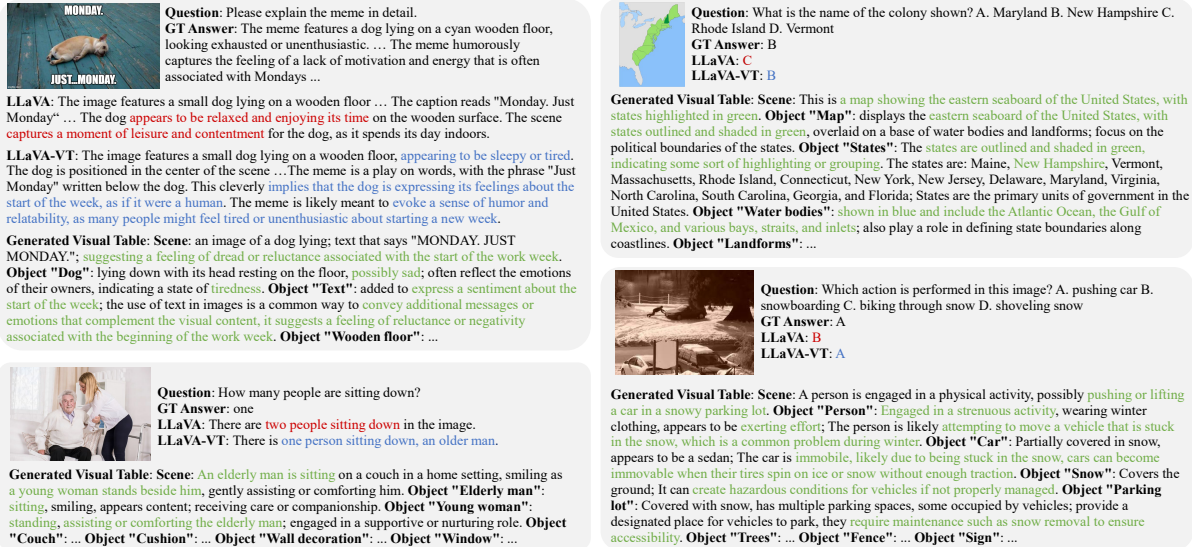 MONDAY.
JUST...MONDAY.
Question: Please explain the meme in detail.
GT Answer: The meme features a dog lying on a cyan wooden floor,
looking exhausted or unenthusiastic. … The meme humorously
captures the feeling of a lack of motivation and energy that is often
associated with Mondays ...
LLaVA: The image features a small dog lying on a wooden floor … The caption reads "Monday. Just
Monday“ … The dog appears to be relaxed and enjoying its time on the wooden surface. The scene
captures a moment of leisure and contentment for the dog, as it spends its day indoors.
LLaVA-VT: The image features a small dog lying on a wooden floor, appearing to be sleepy or tired.
The dog is positioned in the center of the scene …The meme is a play on words, with the phrase "Just
Monday" written below the dog. This cleverly implies that the dog is expressing its feelings about the
start of the week, as if it were a human. The meme is likely meant to evoke a sense of humor and
relatability, as many people might feel tired or unenthusiastic about starting a new week.
Generated Visual Table: Scene: an image of a dog lying; text that says "MONDAY. JUST
MONDAY."; suggesting a feeling of dread or reluctance associated with the start of the work week.
Object "Dog": lying down with its head resting on the floor, possibly sad; often reflect the emotions
of their owners, indicating a state of tiredness. Object "Text": added to express a sentiment about the
start of the week; the use of text in images is a common way to convey additional messages or
emotions that complement the visual content, it suggests a feeling of reluctance or negativity
associated with the beginning of the work week. Object "Wooden floor": ...
Question: How many people are sitting down?
GT Answer: one
LLaVA: There are two people sitting down in the image.
LLaVA-VT: There is one person sitting down, an older man.
Generated Visual Table: Scene: An elderly man is sitting on a couch in a home setting, smiling as
a young woman stands beside him, gently assisting or comforting him. Object "Elderly man":
sitting, smiling, appears content; receiving care or companionship. Object "Young woman":
standing, assisting or comforting the elderly man; engaged in a supportive or nurturing role. Object
"Couch": ... Object "Cushion": ... Object "Wall decoration": ... Object "Window": ...
Question: What is the name of the colony shown? A. Maryland B. New Hampshire C.
Rhode Island D. Vermont
GT Answer: B
LLaVA: C
LLaVA-VT: B
Generated Visual Table: Scene: This is a map showing the eastern seaboard of the United States, with
states highlighted in green. Object "Map": displays the eastern seaboard of the United States, with
states outlined and shaded in green, overlaid on a base of water bodies and landforms; focus on the
political boundaries of the states. Object "States": The states are outlined and shaded in green,
indicating some sort of highlighting or grouping. The states are: Maine, New Hampshire, Vermont,
Massachusetts, Rhode Island, Connecticut, New York, New Jersey, Delaware, Maryland, Virginia,
North Carolina, South Carolina, Georgia, and Florida; States are the primary units of government in the
United States. Object "Water bodies": shown in blue and include the Atlantic Ocean, the Gulf of
Mexico, and various bays, straits, and inlets; also play a role in defining state boundaries along
coastlines. Object "Landforms": ...
Question: Which action is performed in this image? A. pushing car B.
snowboarding C. biking through snow D. shoveling snow
GT Answer: A
LLaVA: B
LLaVA-VT: A
Generated Visual Table: Scene: A person is engaged in a physical activity, possibly pushing or lifting
a car in a snowy parking lot. Object "Person": Engaged in a strenuous activity, wearing winter
clothing, appears to be exerting effort; The person is likely attempting to move a vehicle that is stuck
in the snow, which is a common problem during winter. Object "Car": Partially covered in snow,
appears to be a sedan; The car is immobile, likely due to being stuck in the snow, cars can become
immovable when their tires spin on ice or snow without enough traction. Object "Snow": Covers the
ground; It can create hazardous conditions for vehicles if not properly managed. Object "Parking
lot": Covered with snow, has multiple parking spaces, some occupied by vehicles; provide a
designated place for vehicles to park, they require maintenance such as snow removal to ensure
accessibility. Object "Trees": ... Object "Fence": ... Object "Sign": ...